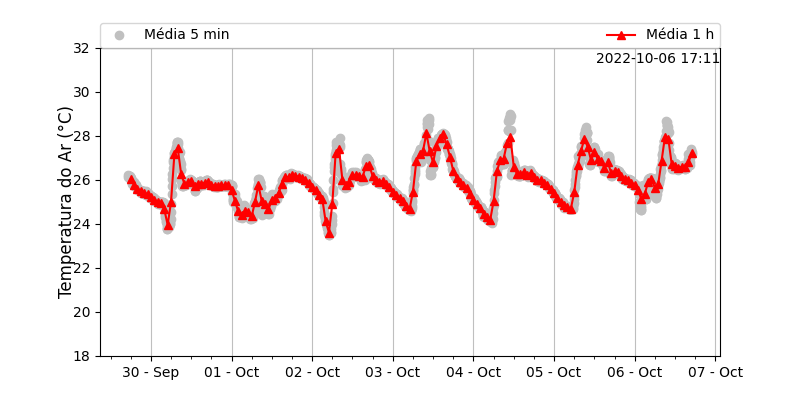 Média 5 min
Média 1 h
2022-10-06 17:11
Temperatura do Ar (°C)
32
30
28
26
24
22
20
18
30 - Sep
01 - Oct
02 - Oct
03 - Oct
04 - Oct
05 - Oct
06 - Oct
07 - Oct